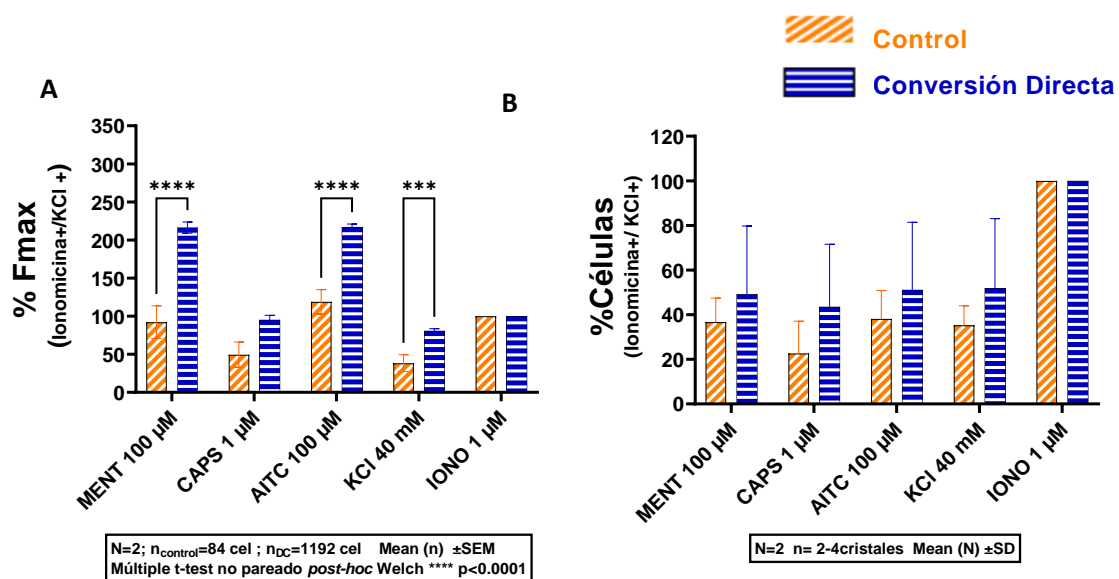 Control
Conversión Directa
A
B
% Fmax
(Ionomicina+/KCl +)
350
300
250
200
150
100
50
0
****
****
***
MENT 100 µM
CAPS 1 µM
AITC 100 µM
KCl 40 mM
IONO 1 µM
N=2; ncontrol=84 cel ; nDC=1192 cel Mean (n) ±SEM
Múltiple t-test no pareado post-hoc Welch **** p<0.0001
%Células
(Ionomicina+/ KCl+)
120
100
80
60
40
20
0
MENT 100 µM
CAPS 1 µM
AITC 100 µM
KCl 40 mM
IONO 1 µM
N=2 n= 2-4cristales Mean (N) ±SD